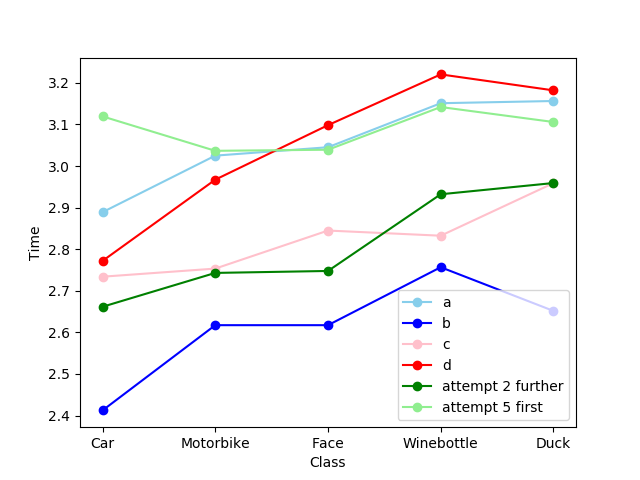 3.2
3.1
3.0
2.9
2.8
2.7
2.6
2.5
2.4
Time
Car Motorbike Face Winebottle Duck
Class
a
b
c
d
attempt 2 further
attempt 5 first